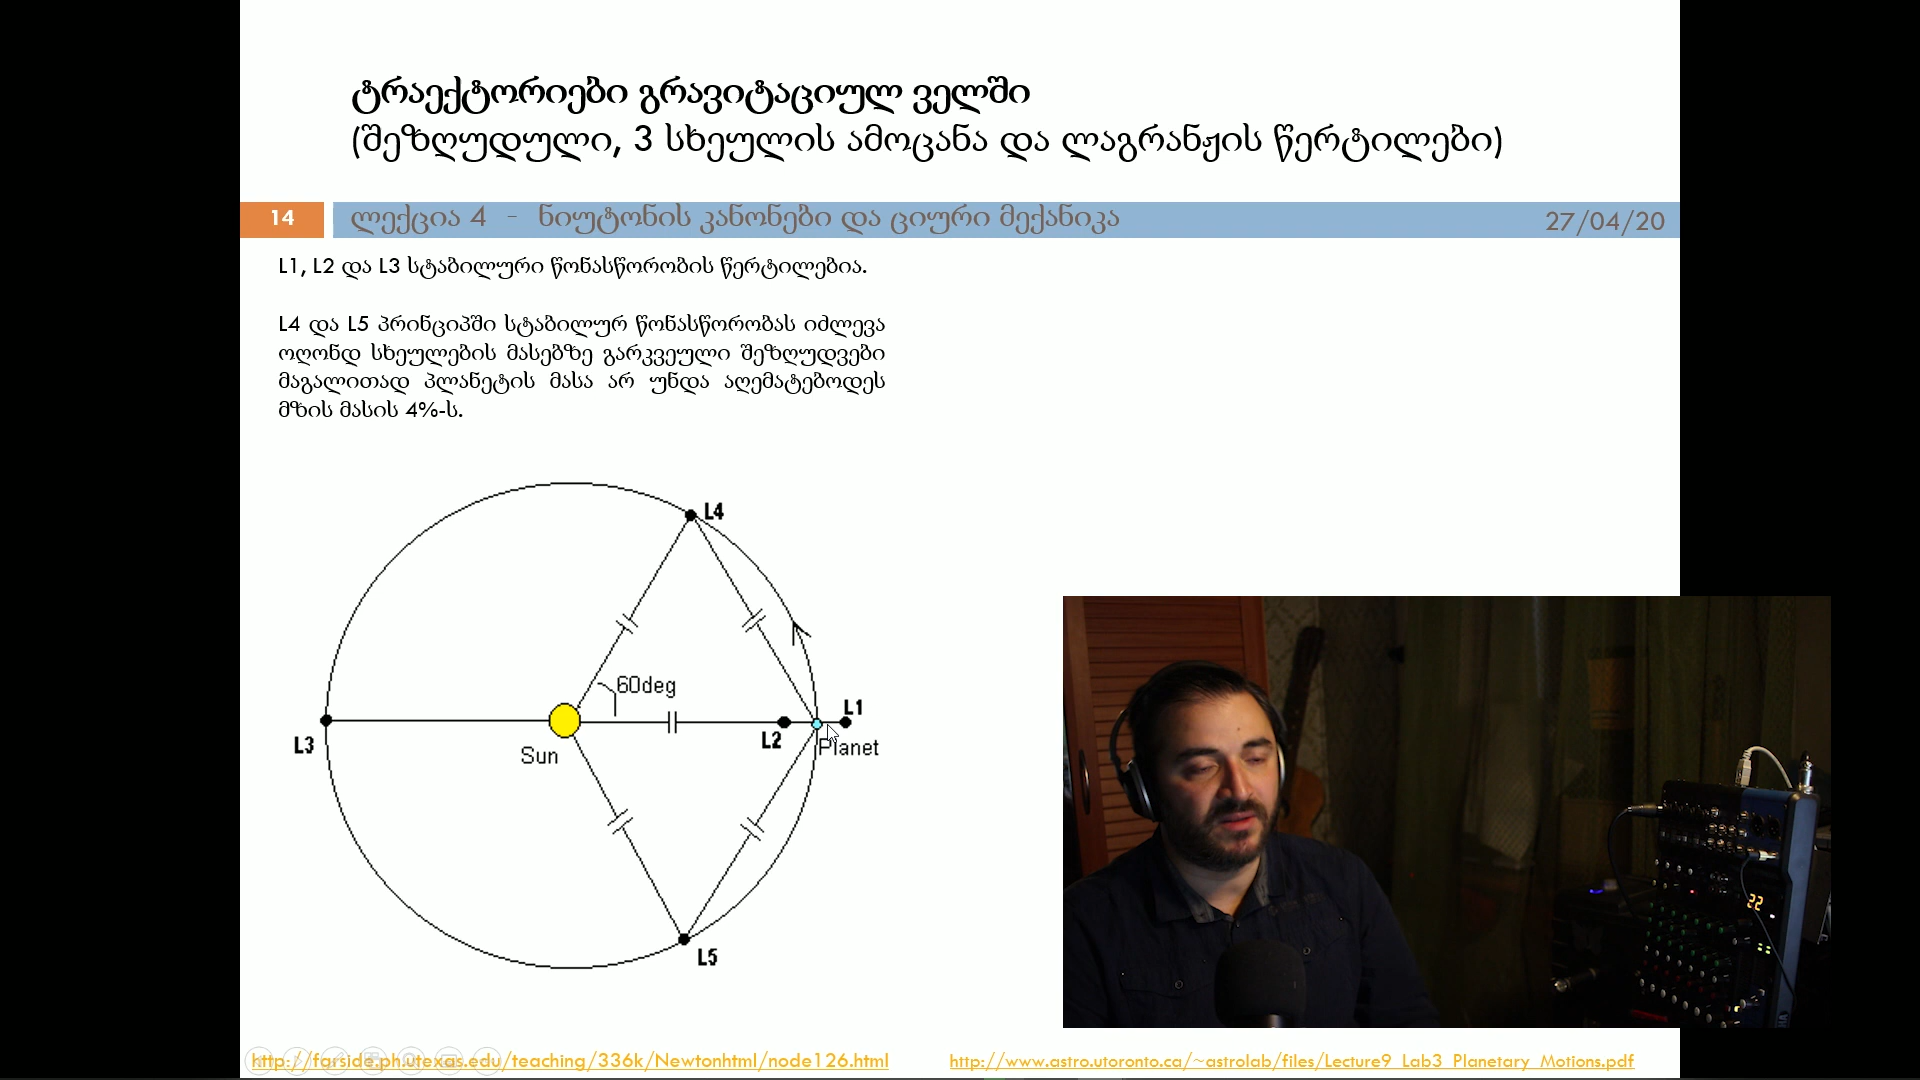 ტრაექტორიები გრავიტაციულ ველში
(შეზღუდული, 3 სხეულის ამოცანა და ლაგრანჟის წერტილები)
14
ლექცია 4 - ნიუტონის კანონები და ციური მექანიკა
27/04/20
L1, L2 და L3 სტაბილური წონასწორობის წერტილებია.
L4 და L5 პრინციპში სტაბილურ წონასწორობას იძლევა
ოღონდ სხეულების მასებზე გარკვეული შეზღუდვები
მაგალითად პლანეტის მასა არ უნდა აღემატებოდეს
მზის მასის 4%-ს.
L4
60deg
L1
L2
Planet
L3
Sun
L5
22
http://farside.ph.utexas.edu/teaching/336k/Newtonhtml/node126.html
http://www.astro.utoronto.ca/~astrolab/files/Lecture9_Lab3_Planetary_Motions.pdf